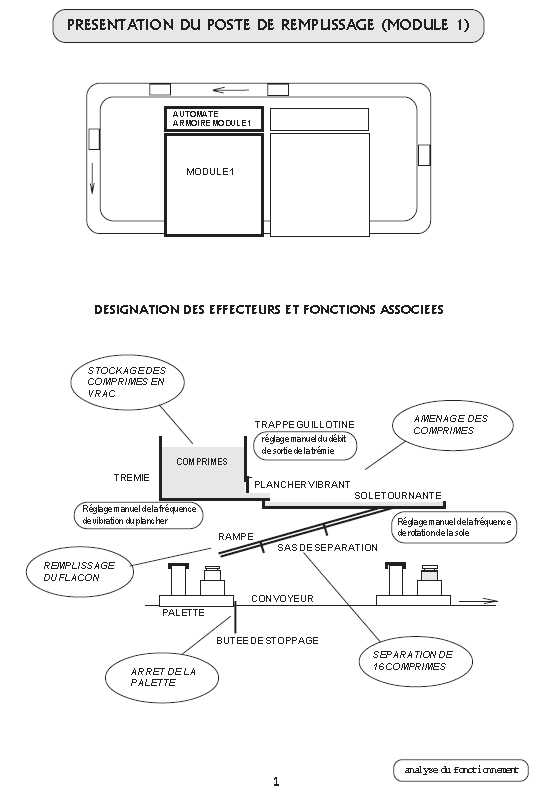 PRESENTATION DU POSTE DE REMPLISSAGE (MODULE 1)
AUTOMATE
ARMOIRE MODULE 1
MODULE 1
DESIGNATION DES EFFECTEURS ET FONCTIONS ASSOCIEES
STOCKAGE DES
COMPRIMES EN
VRAC
TRAPPE GUILLOTINE
réglage manuel du débit
de sortie de la trémie
AMENAGE DES
COMPRIMES
COMPRIMES
TREMIE
PLANCHER VIBRANT
SOLE TOURNANTE
Réglage manuel de la fréquence
de vibration du plancher
Réglage manuel de la fréquence
de rotation de la sole
RAMPE
SAS DE SEPARATION
REMPLISSAGE
DU FLACON
CONVOYEUR
PALETTE
BUTEE DE STOPPAGE
ARRET DE LA
PALETTE
SEPARATION DE
16 COMPRIMES
analyse du fonctionnement
1